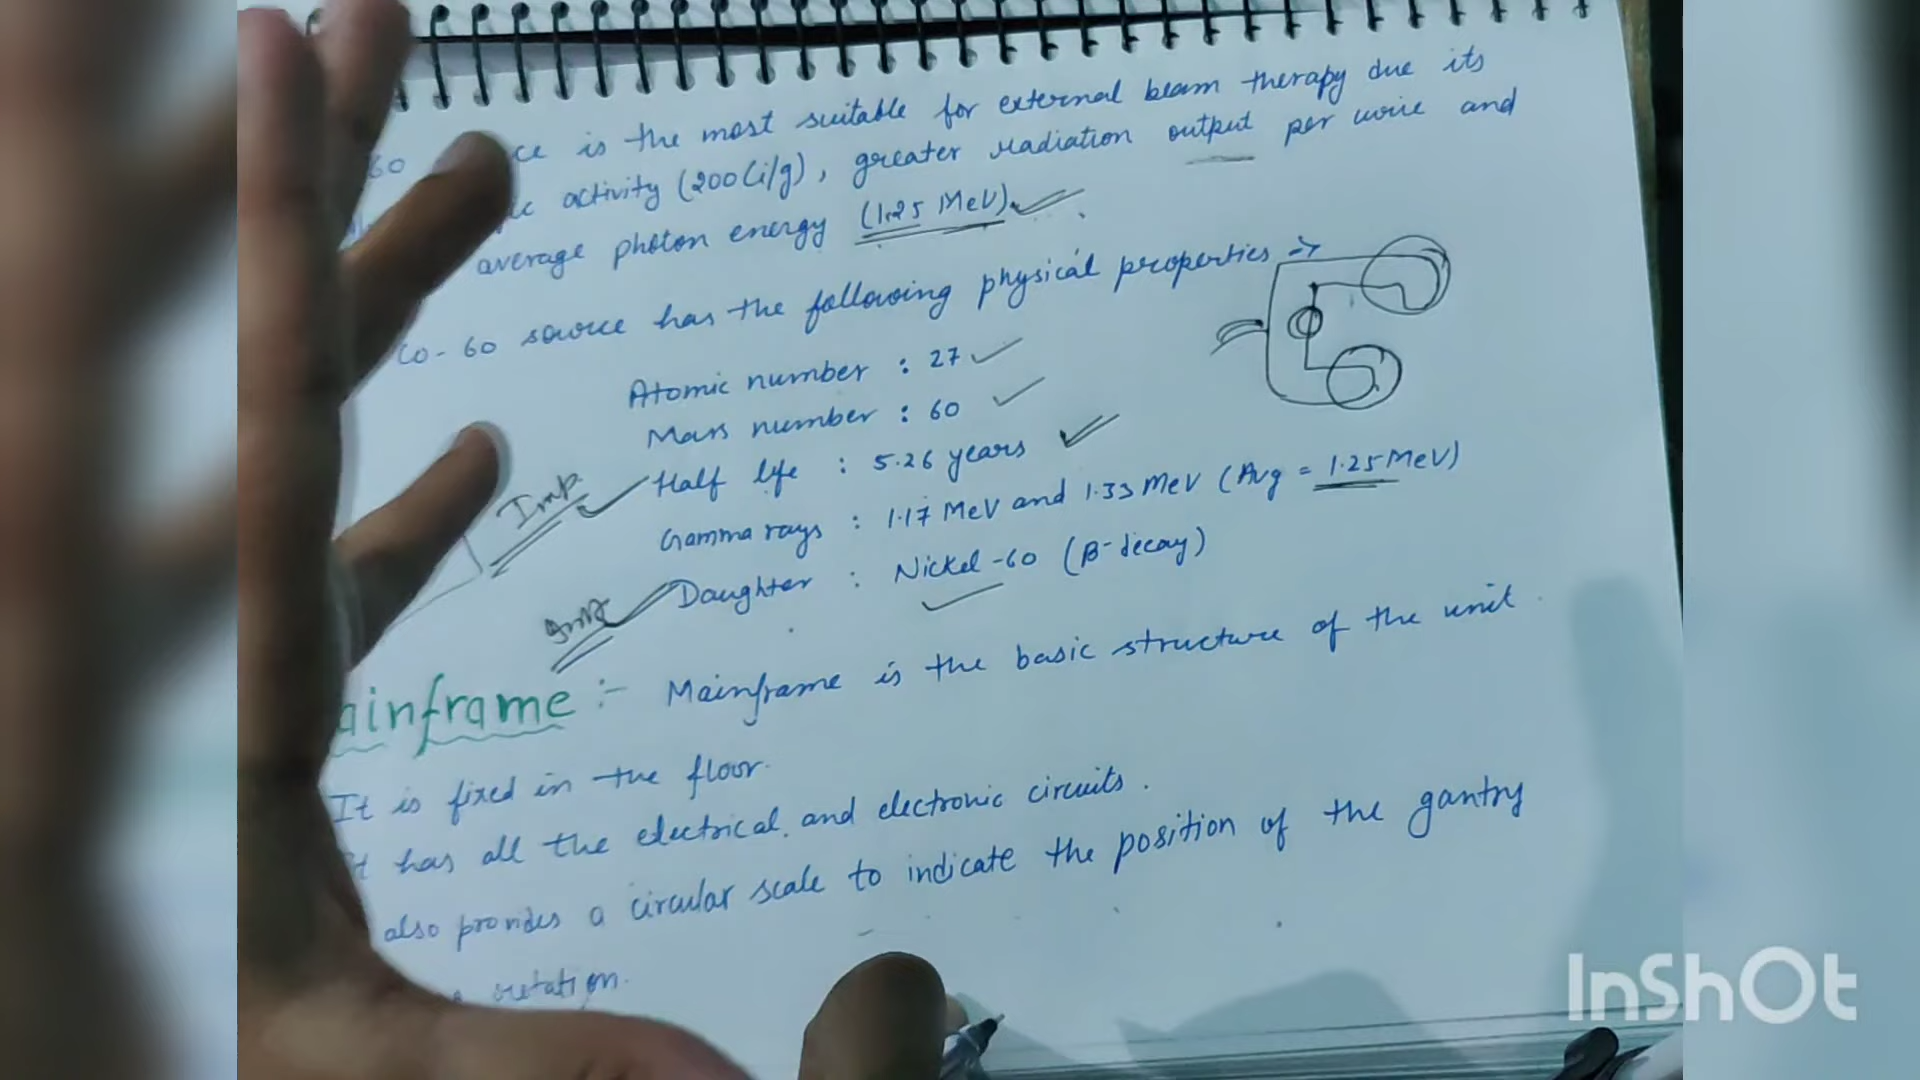 60 is the most suitable for external beam therapy due its
activity (200Ci/g), greater radiation output per wire and
average photon energy (1.25 MeV).
Co-60 source has the following physical properties :->
Atomic number : 27
Mass number : 60
Imp. Half life : 5.26 years
Gamma rays : 1.17 MeV and 1.33 MeV (Avg = 1.25 MeV)
Daughter : Nickel-60 (β-decay)
ainframe :- Mainframe is the basic structure of the unit.
It is fixed in the floor.
It has all the electrical and electronic circuits.
also provides a circular scale to indicate the position of the gantry
rotation.
InShOt